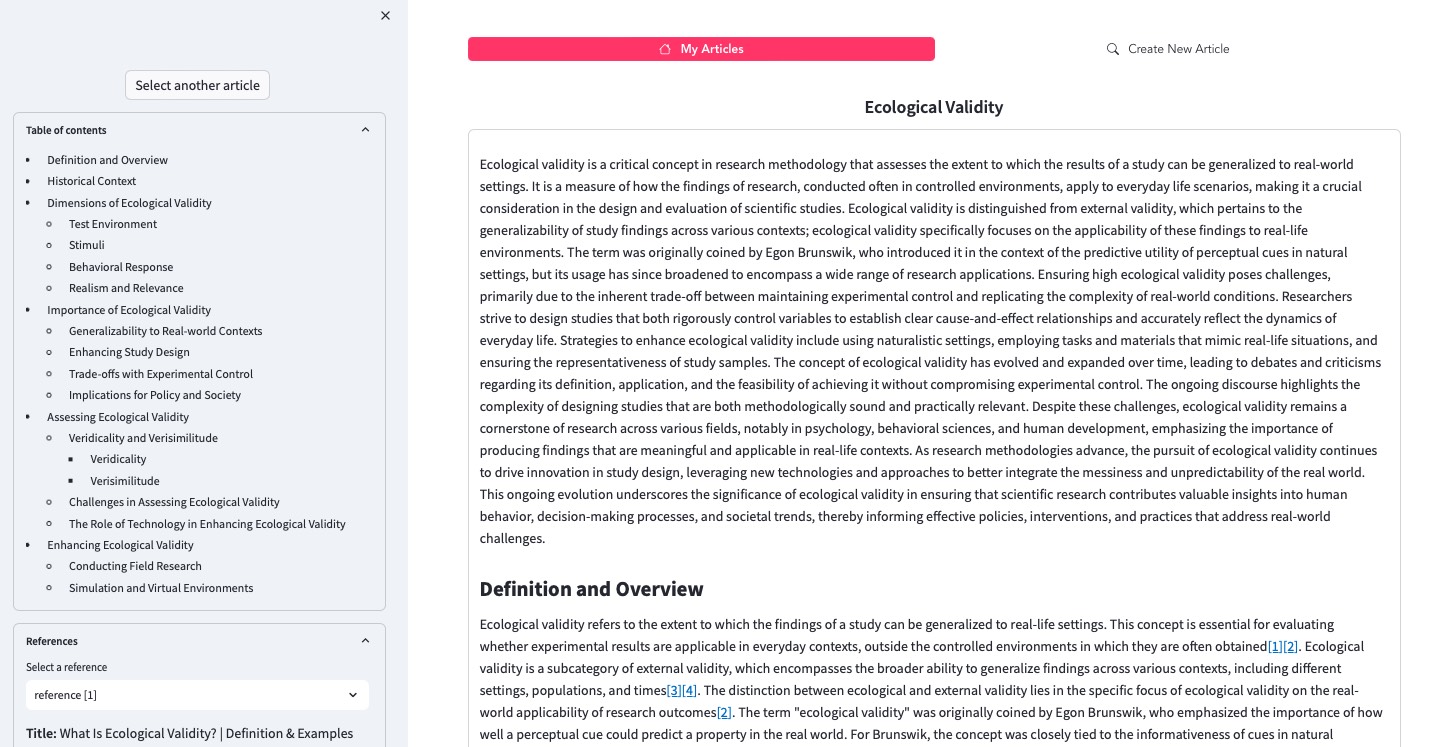 Select another article
Table of contents
Definition and Overview
Historical Context
Dimensions of Ecological Validity
Test Environment
Stimuli
Behavioral Response
Realism and Relevance
Importance of Ecological Validity
Generalizability to Real-world Contexts
Enhancing Study Design
Trade-offs with Experimental Control
Implications for Policy and Society
Assessing Ecological Validity
Veridicality and Verisimilitude
Veridicality
Verisimilitude
Challenges in Assessing Ecological Validity
The Role of Technology in Enhancing Ecological Validity
Enhancing Ecological Validity
Conducting Field Research
Simulation and Virtual Environments
References
Select a reference
reference [1]
Title: What Is Ecological Validity? | Definition & Examples
My Articles
Create New Article
Ecological Validity
Ecological validity is a critical concept in research methodology that assesses the extent to which the results of a study can be generalized to real-world
settings. It is a measure of how the findings of research, conducted often in controlled environments, apply to everyday life scenarios, making it a crucial
consideration in the design and evaluation of scientific studies. Ecological validity is distinguished from external validity, which pertains to the
generalizability of study findings across various contexts; ecological validity specifically focuses on the applicability of these findings to real-life
environments. The term was originally coined by Egon Brunswik, who introduced it in the context of the predictive utility of perceptual cues in natural
settings, but its usage has since broadened to encompass a wide range of research applications. Ensuring high ecological validity poses challenges,
primarily due to the inherent trade-off between maintaining experimental control and replicating the complexity of real-world conditions. Researchers
strive to design studies that both rigorously control variables to establish clear cause-and-effect relationships and accurately reflect the dynamics of
everyday life. Strategies to enhance ecological validity include using naturalistic settings, employing tasks and materials that mimic real-life situations, and
ensuring the representativeness of study samples. The concept of ecological validity has evolved and expanded over time, leading to debates and criticisms
regarding its definition, application, and the feasibility of achieving it without compromising experimental control. The ongoing discourse highlights the
complexity of designing studies that are both methodologically sound and practically relevant. Despite these challenges, ecological validity remains a
cornerstone of research across various fields, notably in psychology, behavioral sciences, and human development, emphasizing the importance of
producing findings that are meaningful and applicable in real-life contexts. As research methodologies advance, the pursuit of ecological validity continues
to drive innovation in study design, leveraging new technologies and approaches to better integrate the messiness and unpredictability of the real world.
This ongoing evolution underscores the significance of ecological validity in ensuring that scientific research contributes valuable insights into human
behavior, decision-making processes, and societal trends, thereby informing effective policies, interventions, and practices that address real-world
challenges.
Definition and Overview
Ecological validity refers to the extent to which the findings of a study can be generalized to real-life settings. This concept is essential for evaluating
whether experimental results are applicable in everyday contexts, outside the controlled environments in which they are often obtained[1][2]. Ecological
validity is a subcategory of external validity, which encompasses the broader ability to generalize findings across various contexts, including different
settings, populations, and times[3][4]. The distinction between ecological and external validity lies in the specific focus of ecological validity on the real-
world applicability of research outcomes[2]. The term "ecological validity" was originally coined by Egon Brunswik, who emphasized the importance of how
well a perceptual cue could predict a property in the real world. For Brunswik, the concept was closely tied to the informativeness of cues in natural